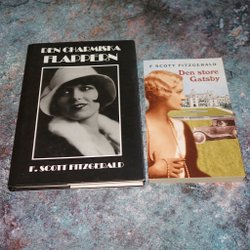 DEN CHARMISKA
FLAPPERN
F. SCOTT FITZGERALD
F SCOTT FITZGERALD
Den store
Gatsby